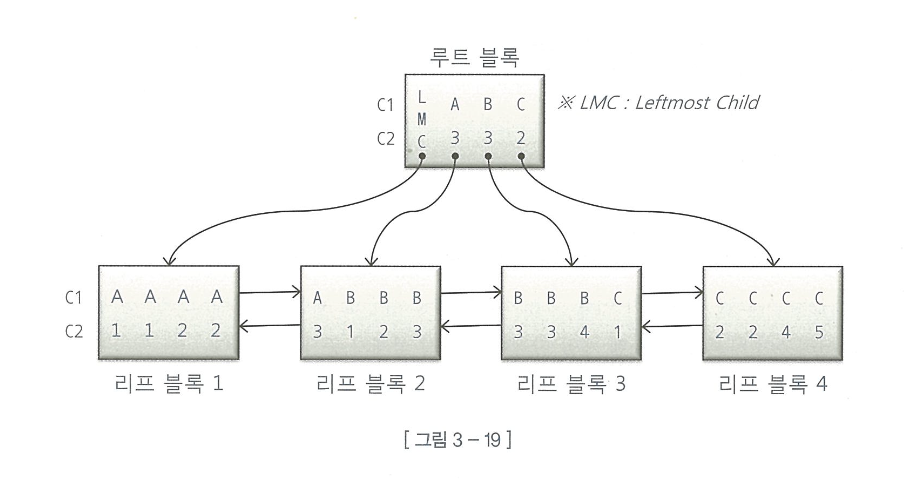 루트 블록
C1 L M C A B C
※ LMC : Leftmost Child
C2 3 3 2
C1 A A A A A B B B B B B C C C C C
C2 1 1 2 2 3 1 2 3 3 3 4 1 2 2 4 5
리프 블록 1 리프 블록 2 리프 블록 3 리프 블록 4
[ 그림 3 - 19 ]